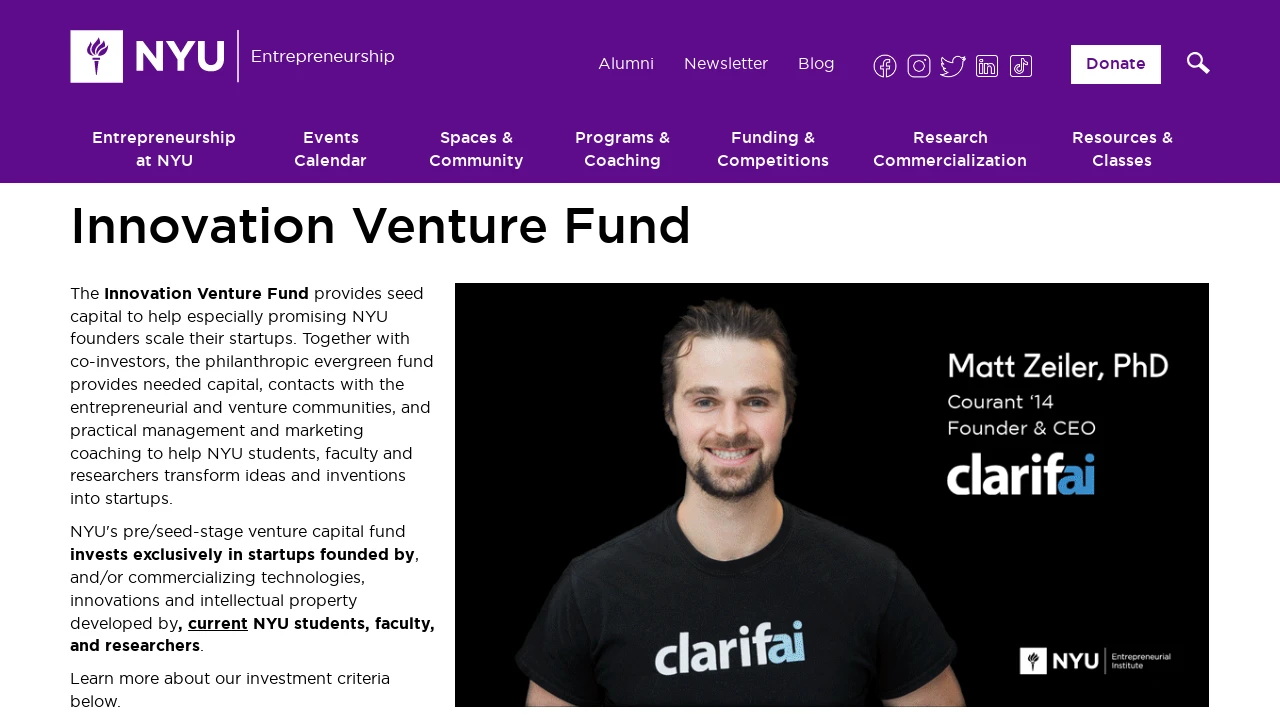 NYU Entrepreneurship
Alumni Newsletter Blog
Donate
Entrepreneurship at NYU
Events Calendar
Spaces & Community
Programs & Coaching
Funding & Competitions
Research Commercialization
Resources & Classes
Innovation Venture Fund
The Innovation Venture Fund provides seed
capital to help especially promising NYU
founders scale their startups. Together with
co-investors, the philanthropic evergreen fund
provides needed capital, contacts with the
entrepreneurial and venture communities, and
practical management and marketing
coaching to help NYU students, faculty and
researchers transform ideas and inventions
into startups.
NYU's pre/seed-stage venture capital fund
invests exclusively in startups founded by,
and/or commercializing technologies,
innovations and intellectual property
developed by, current NYU students, faculty,
and researchers.
Learn more about our investment criteria
below.
Matt Zeiler, PhD
Courant ‘14
Founder & CEO
clarifai
clarifai
NYU Entrepreneurial
Institute